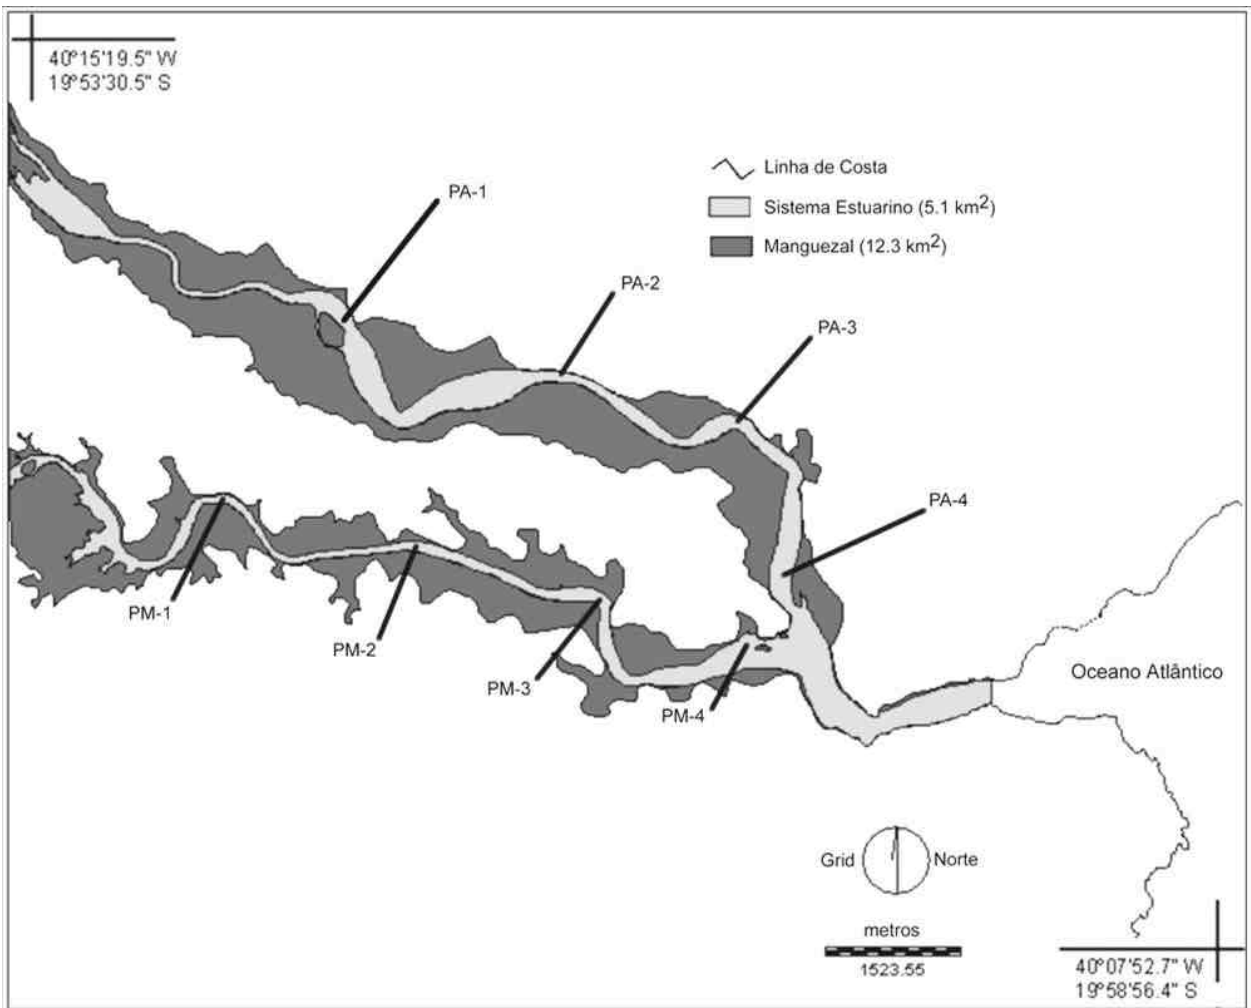 40°15'19.5" W
19°53'30.5" S
Linha de Costa
PA-1
Sistema Estuarino (5.1 km²)
Manguezal (12.3 km²)
PA-2
PA-3
PA-4
PM-1
PM-2
Oceano Atlântico
PM-3
PM-4
Grid Norte
metros
1523.55
40°07'52.7" W
19°58'56.4" S